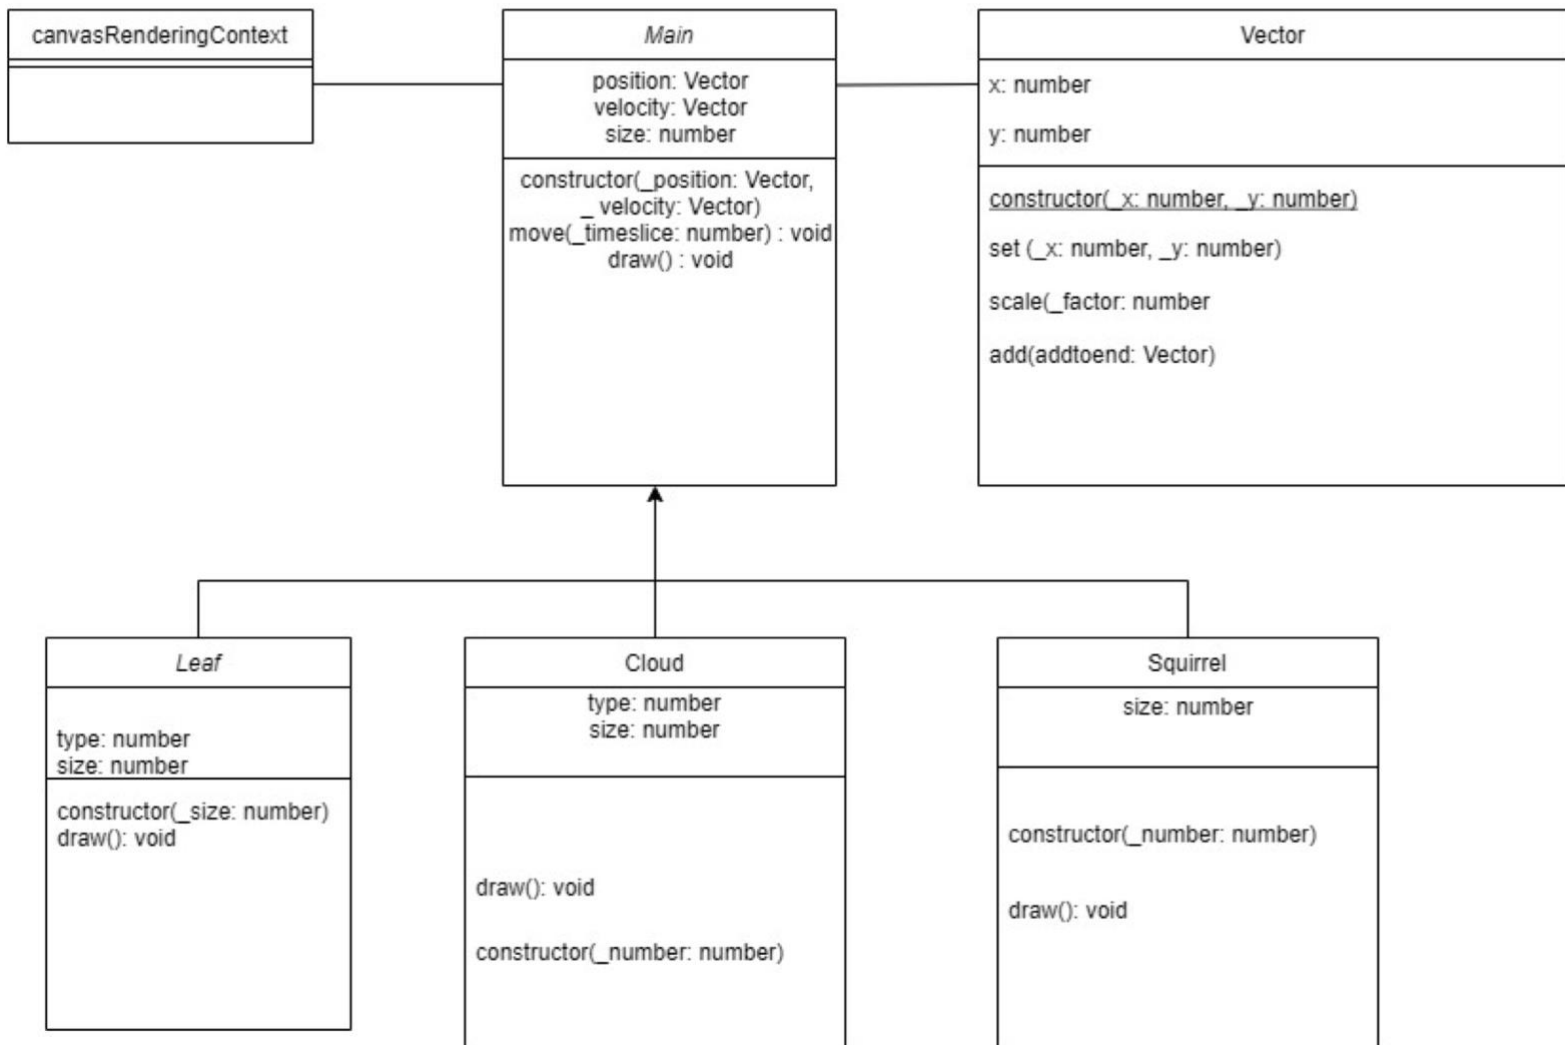 canvasRenderingContext
Main
position: Vector
velocity: Vector
size: number
constructor(_position: Vector,
_ velocity: Vector)
move(_timeslice: number) : void
draw() : void
Vector
x: number
y: number
constructor(_x: number, _y: number)
set (_x: number, _y: number)
scale(_factor: number
add(addtoend: Vector)
Leaf
type: number
size: number
constructor(_size: number)
draw(): void
Cloud
type: number
size: number
draw(): void
constructor(_number: number)
Squirrel
size: number
constructor(_number: number)
draw(): void